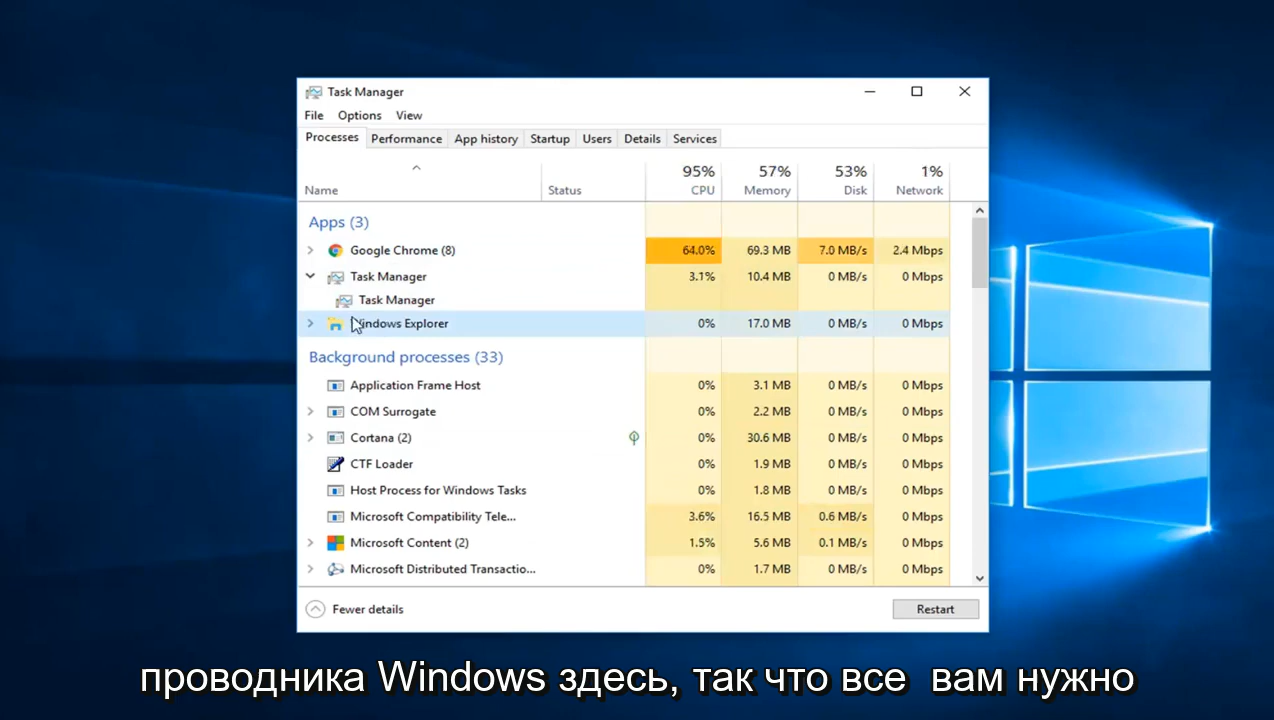 Task Manager
File Options View
Processes Performance App history Startup Users Details Services
95% 57% 53% 1%
Name Status CPU Memory Disk Network
Apps (3)
Google Chrome (8) 64.0% 69.3 MB 7.0 MB/s 2.4 Mbps
Task Manager 3.1% 10.4 MB 0 MB/s 0 Mbps
Task Manager
Windows Explorer 0% 17.0 MB 0 MB/s 0 Mbps
Background processes (33)
Application Frame Host 0% 3.1 MB 0 MB/s 0 Mbps
COM Surrogate 0% 2.2 MB 0 MB/s 0 Mbps
Cortana (2) 0% 30.6 MB 0 MB/s 0 Mbps
CTF Loader 0% 1.9 MB 0 MB/s 0 Mbps
Host Process for Windows Tasks 0% 1.8 MB 0 MB/s 0 Mbps
Microsoft Compatibility Tele... 3.6% 16.5 MB 0.6 MB/s 0 Mbps
Microsoft Content (2) 1.5% 5.6 MB 0.1 MB/s 0 Mbps
Microsoft Distributed Transactio... 0% 1.7 MB 0 MB/s 0 Mbps
Fewer details Restart
проводника Windows здесь, так что все вам нужно